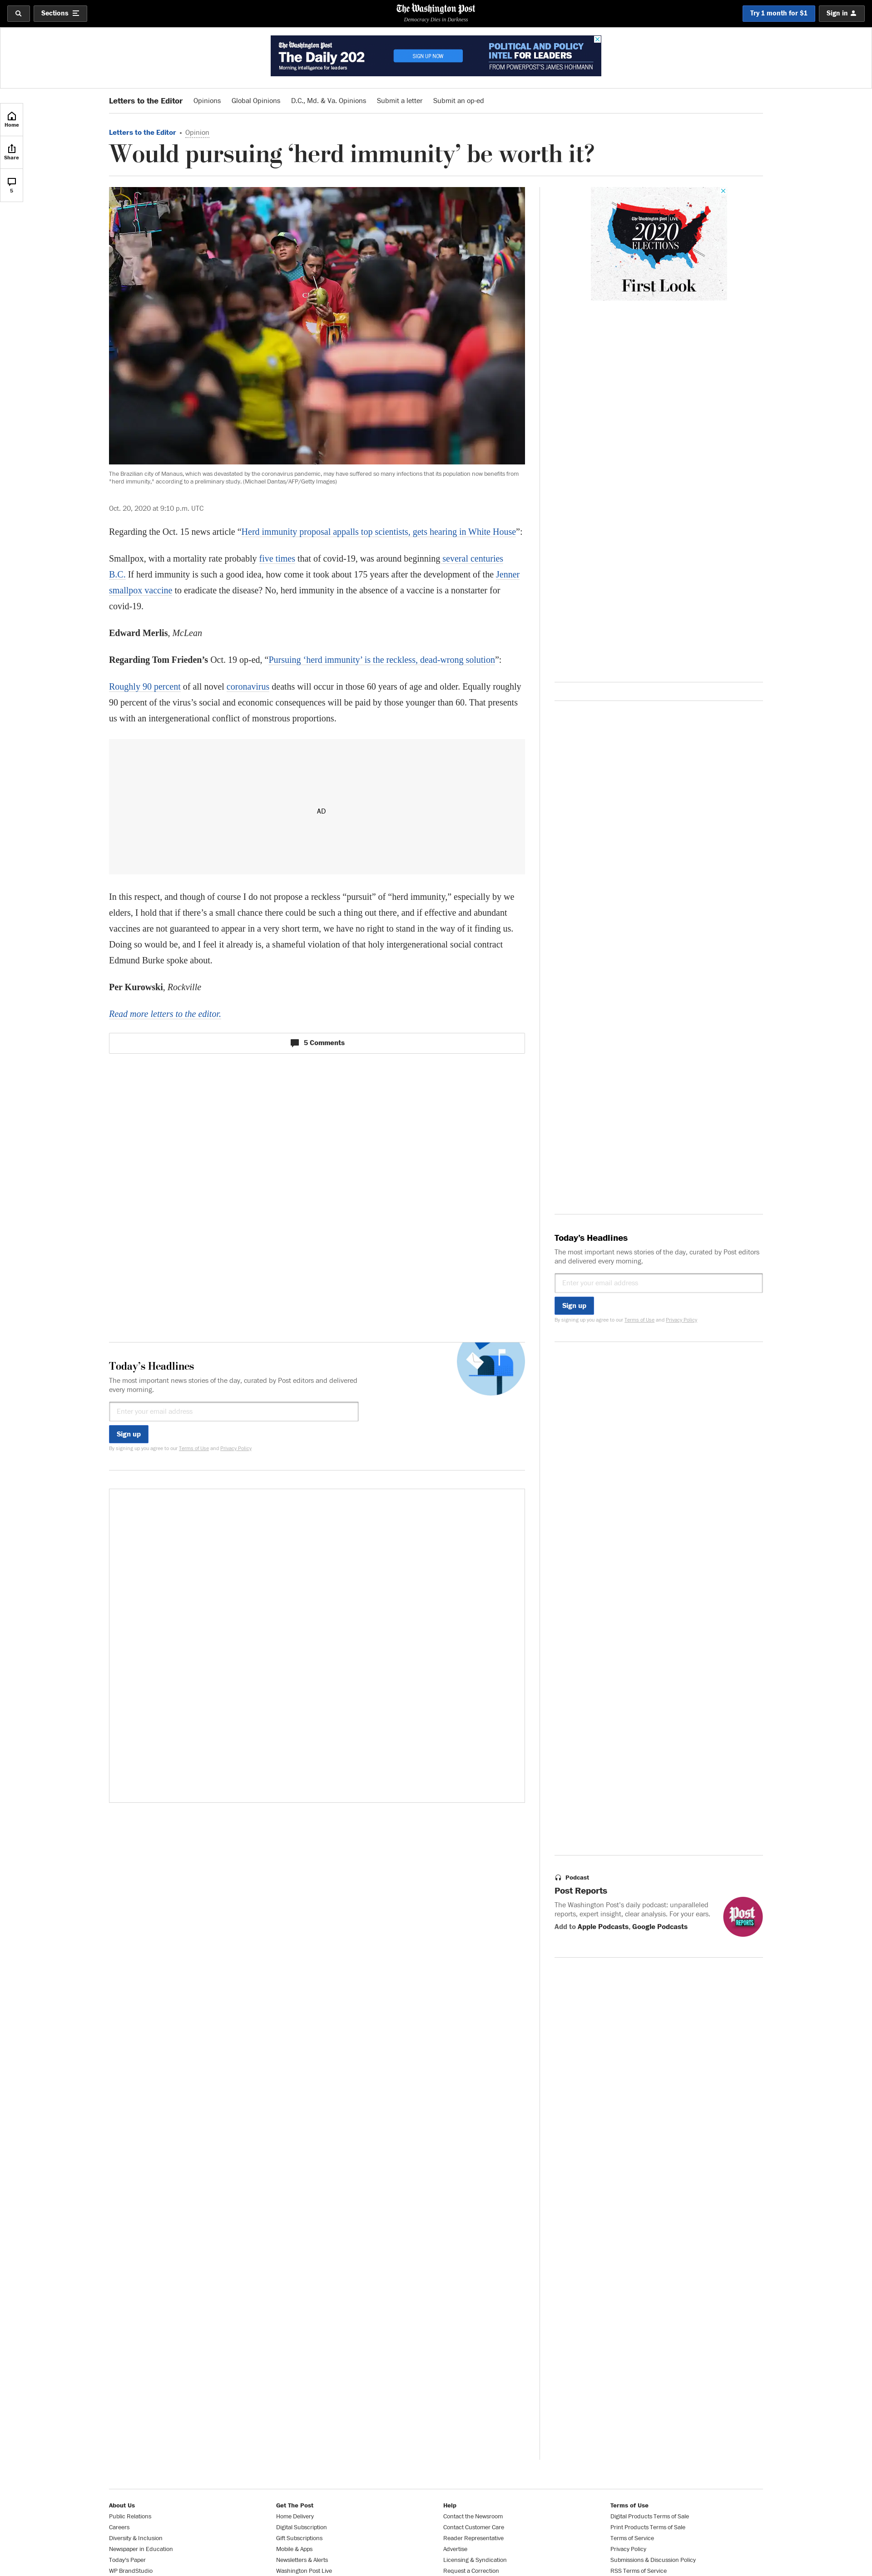 Sections
The Washington Post
Democracy Dies in Darkness
Try 1 month for $1
Sign in
The Washington Post
The Daily 202
Morning intelligence for leaders
SIGN UP NOW
POLITICAL AND POLICY
INTEL FOR LEADERS
FROM POWERPOST'S JAMES HOHMANN
Letters to the Editor
Opinions
Global Opinions
D.C., Md. & Va. Opinions
Submit a letter
Submit an op-ed
Home
Share
5
Letters to the Editor • Opinion
Would pursuing ‘herd immunity’ be worth it?
The Washington Post LIVE
2020
ELECTIONS
First Look
The Brazilian city of Manaus, which was devastated by the coronavirus pandemic, may have suffered so many infections that its population now benefits from
"herd immunity," according to a preliminary study. (Michael Dantas/AFP/Getty Images)
Oct. 20, 2020 at 9:10 p.m. UTC
Regarding the Oct. 15 news article “Herd immunity proposal appalls top scientists, gets hearing in White House”:
Smallpox, with a mortality rate probably five times that of covid-19, was around beginning several centuries
B.C. If herd immunity is such a good idea, how come it took about 175 years after the development of the Jenner
smallpox vaccine to eradicate the disease? No, herd immunity in the absence of a vaccine is a nonstarter for
covid-19.
Edward Merlis, McLean
Regarding Tom Frieden’s Oct. 19 op-ed, “Pursuing ‘herd immunity’ is the reckless, dead-wrong solution”:
Roughly 90 percent of all novel coronavirus deaths will occur in those 60 years of age and older. Equally roughly
90 percent of the virus’s social and economic consequences will be paid by those younger than 60. That presents
us with an intergenerational conflict of monstrous proportions.
AD
In this respect, and though of course I do not propose a reckless “pursuit” of “herd immunity,” especially by we
elders, I hold that if there’s a small chance there could be such a thing out there, and if effective and abundant
vaccines are not guaranteed to appear in a very short term, we have no right to stand in the way of it finding us.
Doing so would be, and I feel it already is, a shameful violation of that holy intergenerational social contract
Edmund Burke spoke about.
Per Kurowski, Rockville
Read more letters to the editor.
5 Comments
Today’s Headlines
The most important news stories of the day, curated by Post editors
and delivered every morning.
Enter your email address
Sign up
By signing up you agree to our Terms of Use and Privacy Policy
Today’s Headlines
The most important news stories of the day, curated by Post editors and delivered
every morning.
Enter your email address
Sign up
By signing up you agree to our Terms of Use and Privacy Policy
Podcast
Post Reports
The Washington Post's daily podcast: unparalleled
reports, expert insight, clear analysis. For your ears.
Add to Apple Podcasts, Google Podcasts
Post
REPORTS
About Us
Public Relations
Careers
Diversity & Inclusion
Newspaper in Education
Today's Paper
WP BrandStudio
Get The Post
Home Delivery
Digital Subscription
Gift Subscriptions
Mobile & Apps
Newsletters & Alerts
Washington Post Live
Help
Contact the Newsroom
Contact Customer Care
Reader Representative
Advertise
Licensing & Syndication
Request a Correction
Terms of Use
Digital Products Terms of Sale
Print Products Terms of Sale
Terms of Service
Privacy Policy
Submissions & Discussion Policy
RSS Terms of Service